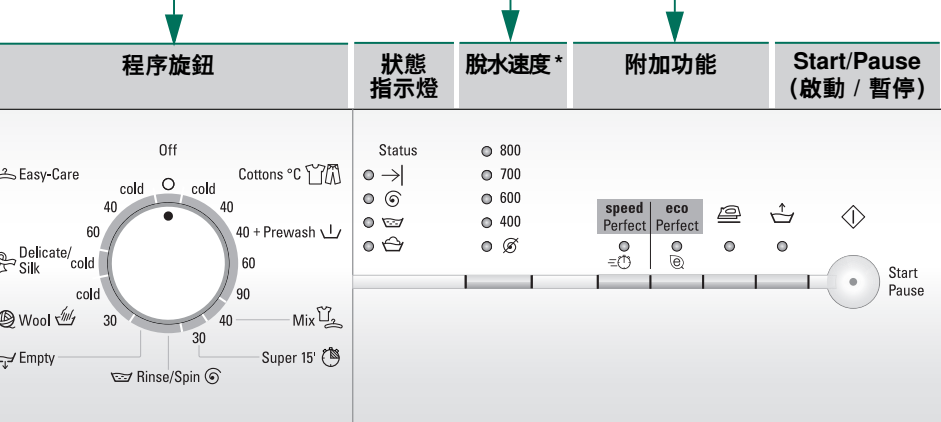 程序旋鈕
狀態
指示燈
脫水速度*
附加功能
Start/Pause
(啟動 / 暫停)
Off
Easy-Care
Cottons °C
cold
cold
40
40
40 + Prewash
60
60
Delicate/
Silk
cold
cold
90
Wool
30
40
Mix
30
Empty
Super 15'
Rinse/Spin
Status
800
700
600
400
speed
Perfect
eco
Perfect
e
Start
Pause